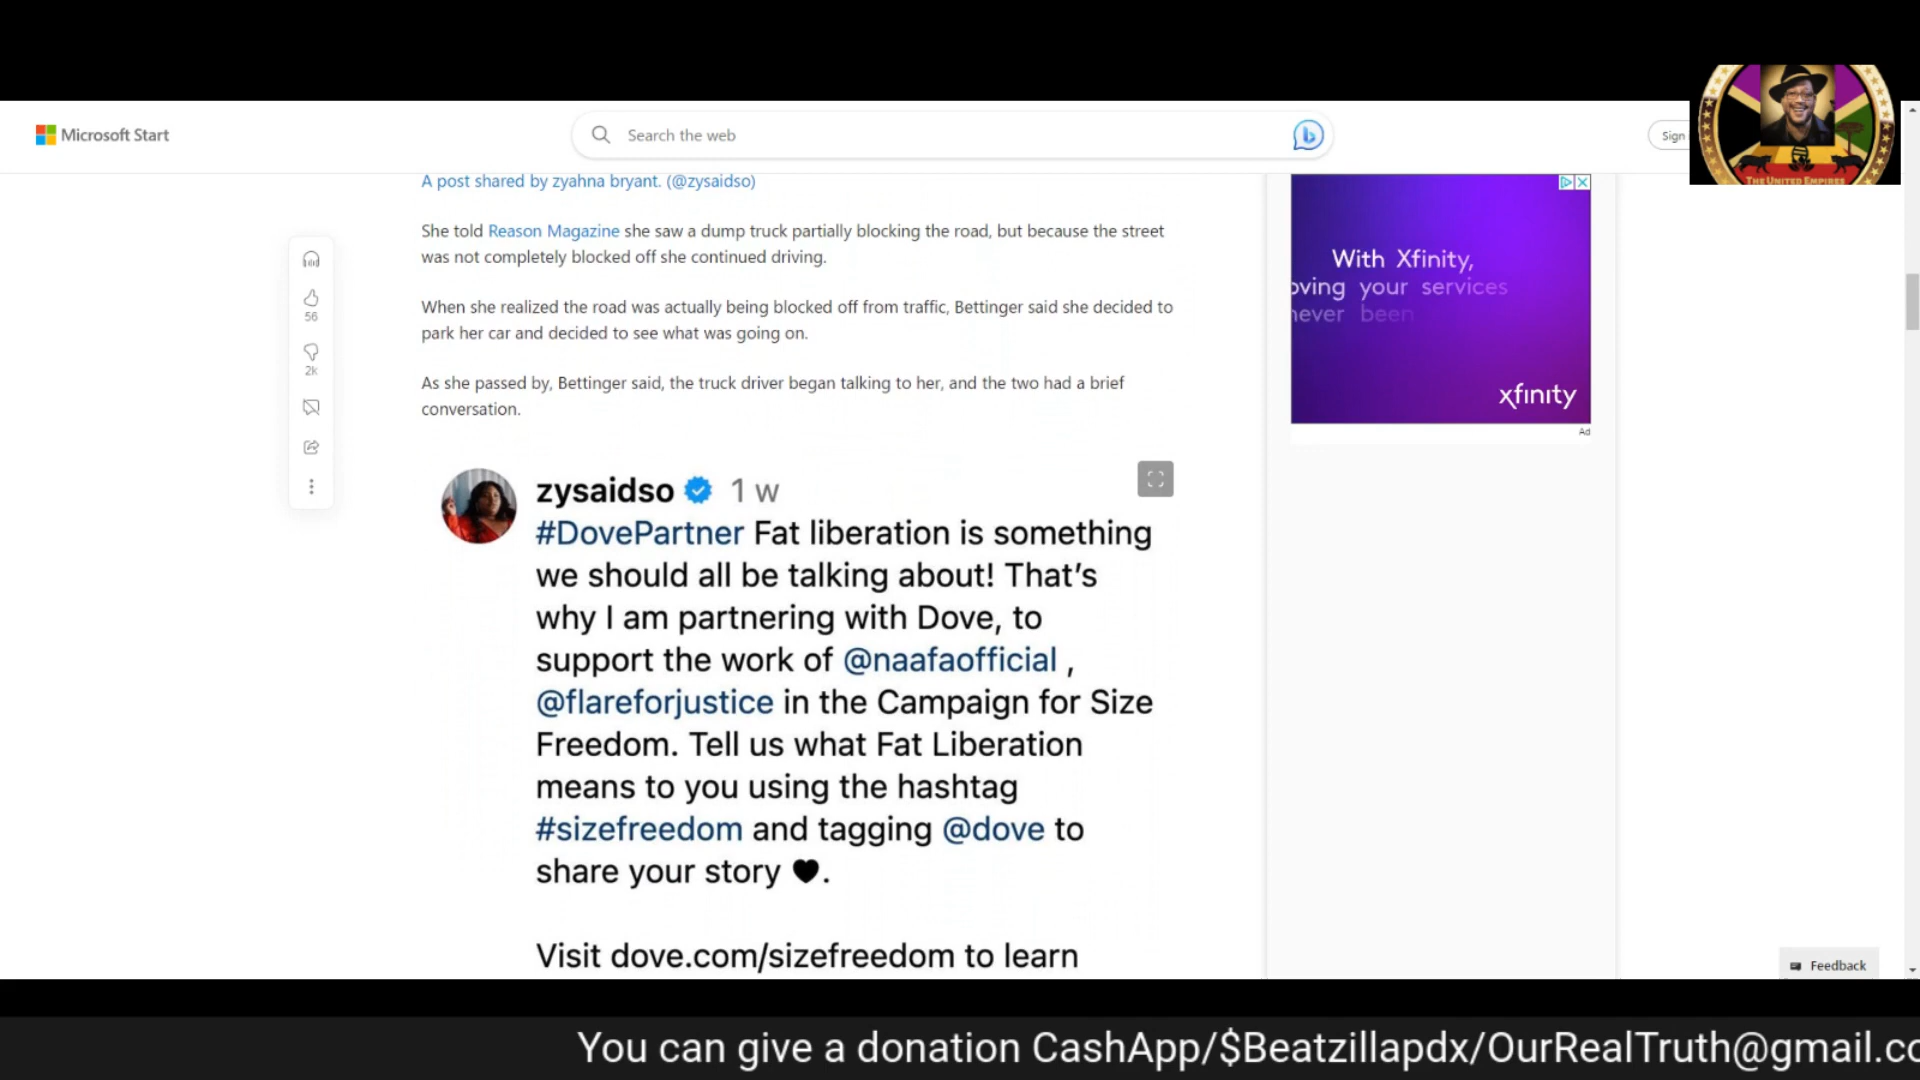 Microsoft Start
Search the web
Sign
THE UNITED EMPIRES
A post shared by zyahna bryant. (@zysaidso)
She told Reason Magazine she saw a dump truck partially blocking the road, but because the street
was not completely blocked off she continued driving.
When she realized the road was actually being blocked off from traffic, Bettinger said she decided to
park her car and decided to see what was going on.
As she passed by, Bettinger said, the truck driver began talking to her, and the two had a brief
conversation.
56
2k
zysaidso 1 w
#DovePartner Fat liberation is something
we should all be talking about! That's
why I am partnering with Dove, to
support the work of @naafaofficial ,
@flareforjustice in the Campaign for Size
Freedom. Tell us what Fat Liberation
means to you using the hashtag
#sizefreedom and tagging @dove to
share your story 🖤.
Visit dove.com/sizefreedom to learn
With Xfinity,
oving your services
never been
xfinity
Ad
Feedback
You can give a donation CashApp/$Beatzillapdx/OurRealTruth@gmail.co